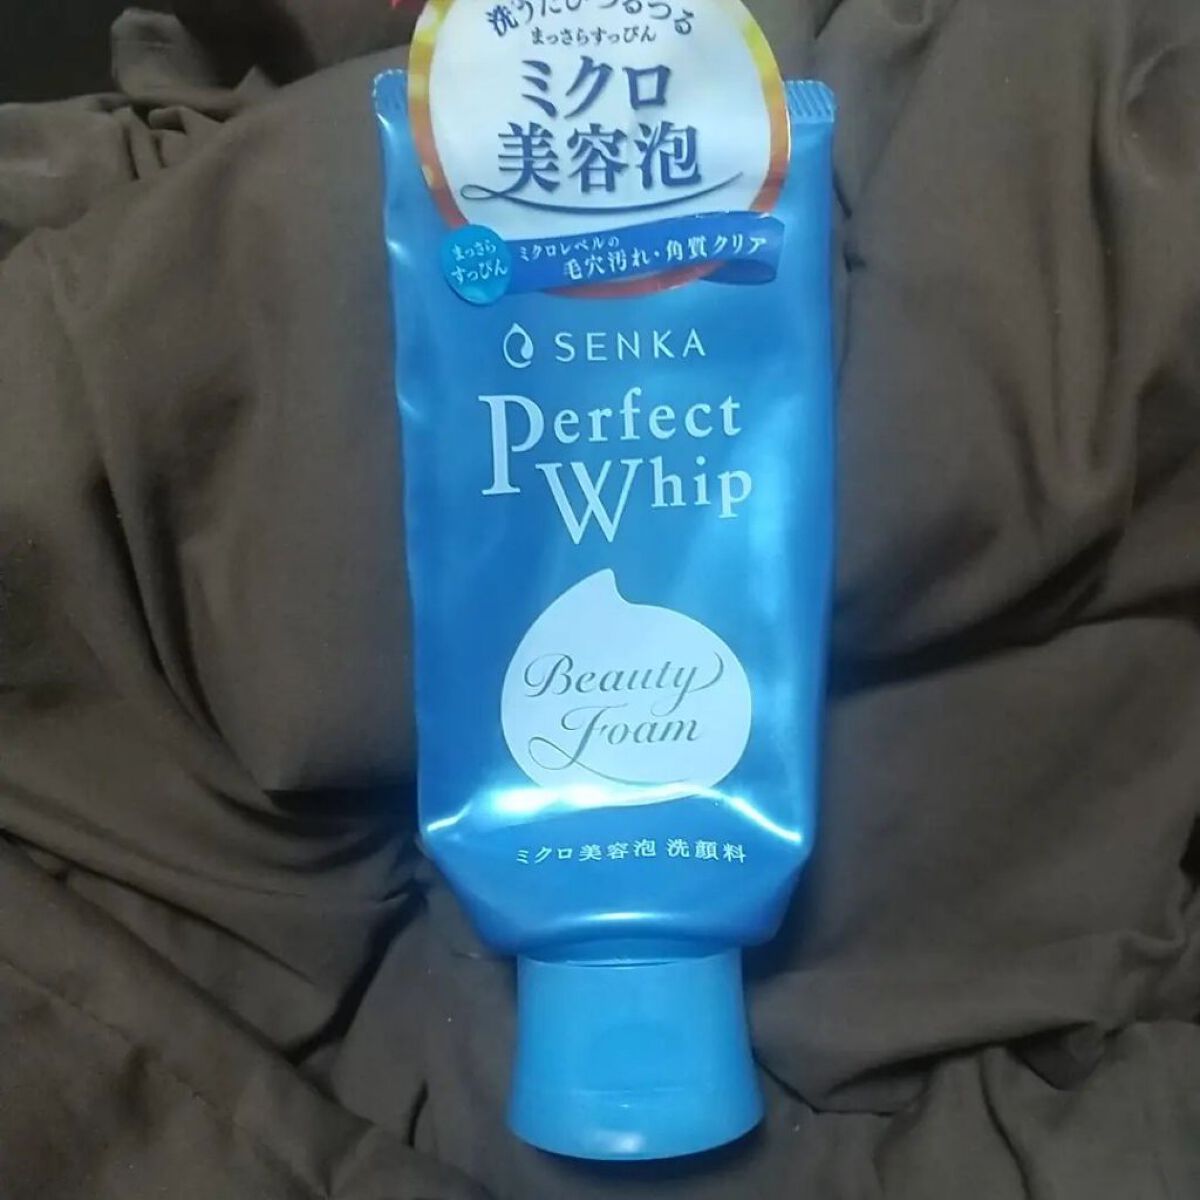 洗うたびつるつる
まっさらすっぴん
ミクロ
美容泡
まっさら
すっぴん
ミクロレベルの
毛穴汚れ・角質クリア
SENKA
Perfect
Whip
Beauty
Foam
ミクロ美容泡 洗顔料